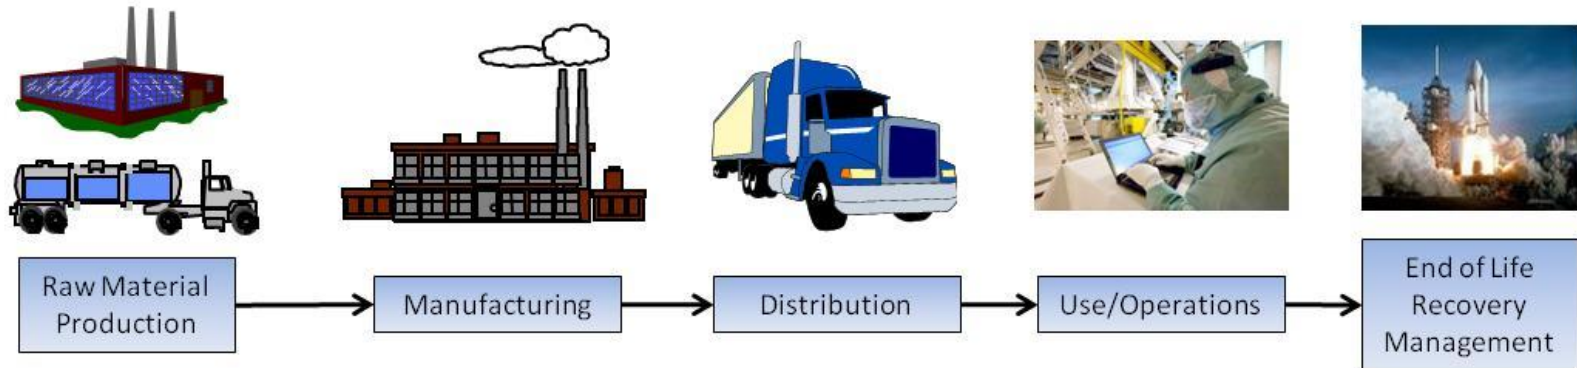 Raw Material
Production
Manufacturing
Distribution
Use/Operations
End of Life
Recovery
Management